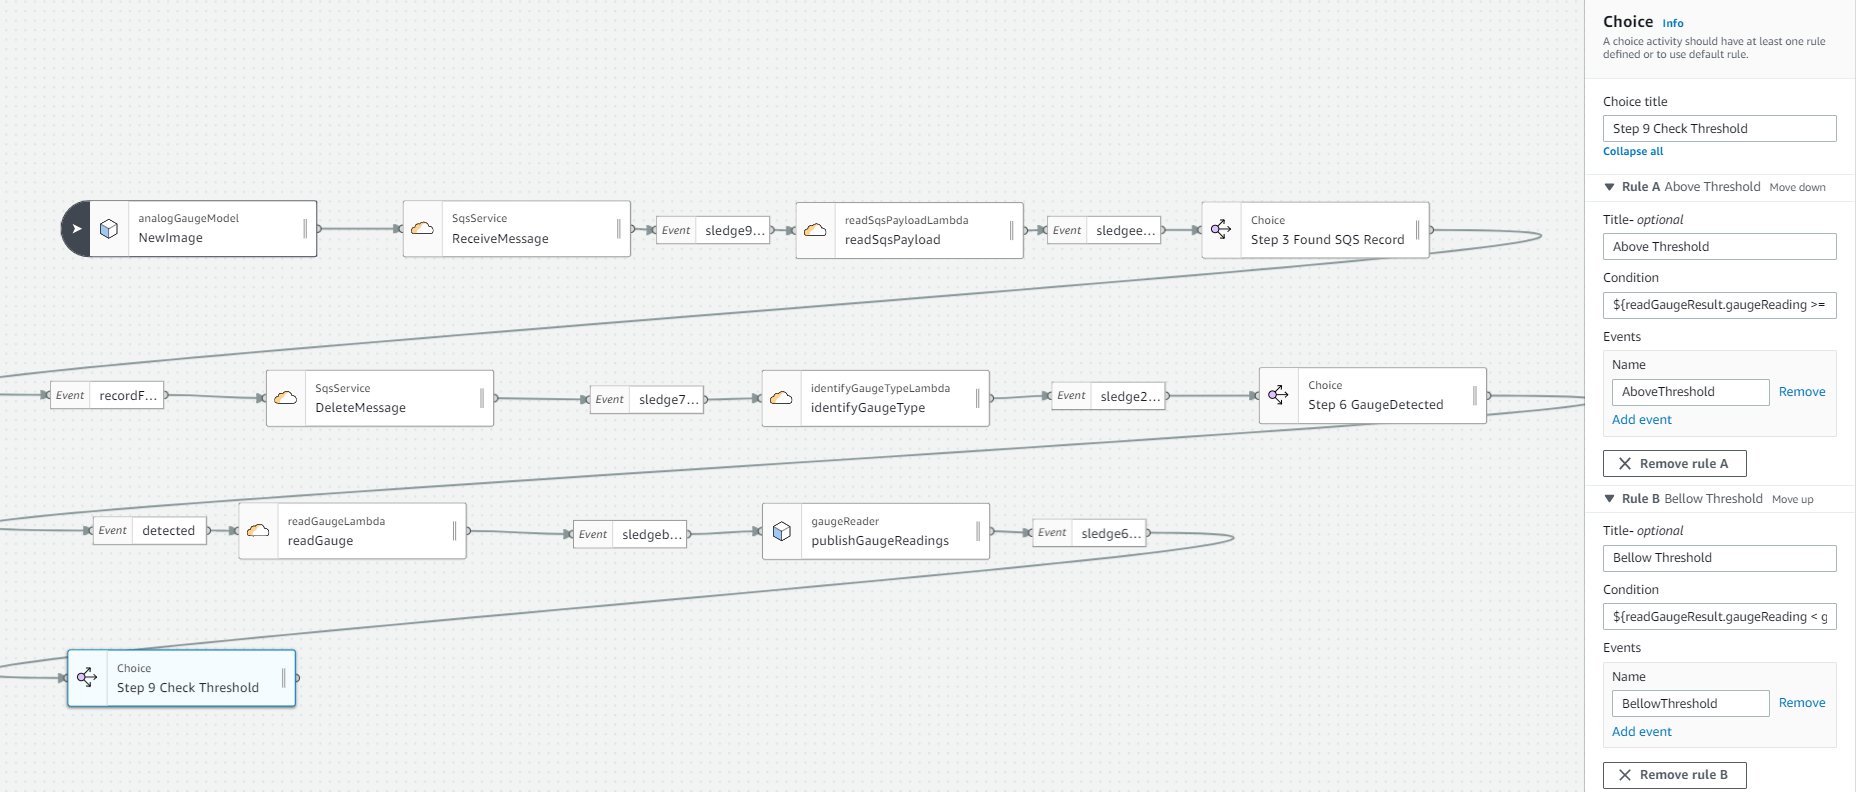 analogGaugeModel
NewImage
SqsService
ReceiveMessage
Event sledge9...
readSqsPayloadLambda
readSqsPayload
Event sledgee...
Choice
Step 3 Found SQS Record
Event recordF...
SqsService
DeleteMessage
Event sledge7...
identifyGaugeTypeLambda
identifyGaugeType
Event sledge2...
Choice
Step 6 GaugeDetected
Event detected
readGaugeLambda
readGauge
Event sledgeb...
gaugeReader
publishGaugeReadings
Event sledge6...
Choice
Step 9 Check Threshold
Choice Info
A choice activity should have at least one rule
defined or to use default rule.
Choice title
Step 9 Check Threshold
Collapse all
Rule A Above Threshold Move down
Title- optional
Above Threshold
Condition
${readGaugeResult.gaugeReading >=
Events
Name
AboveThreshold Remove
Add event
Remove rule A
Rule B Bellow Threshold Move up
Title- optional
Bellow Threshold
Condition
${readGaugeResult.gaugeReading < g
Events
Name
BellowThreshold Remove
Add event
Remove rule B